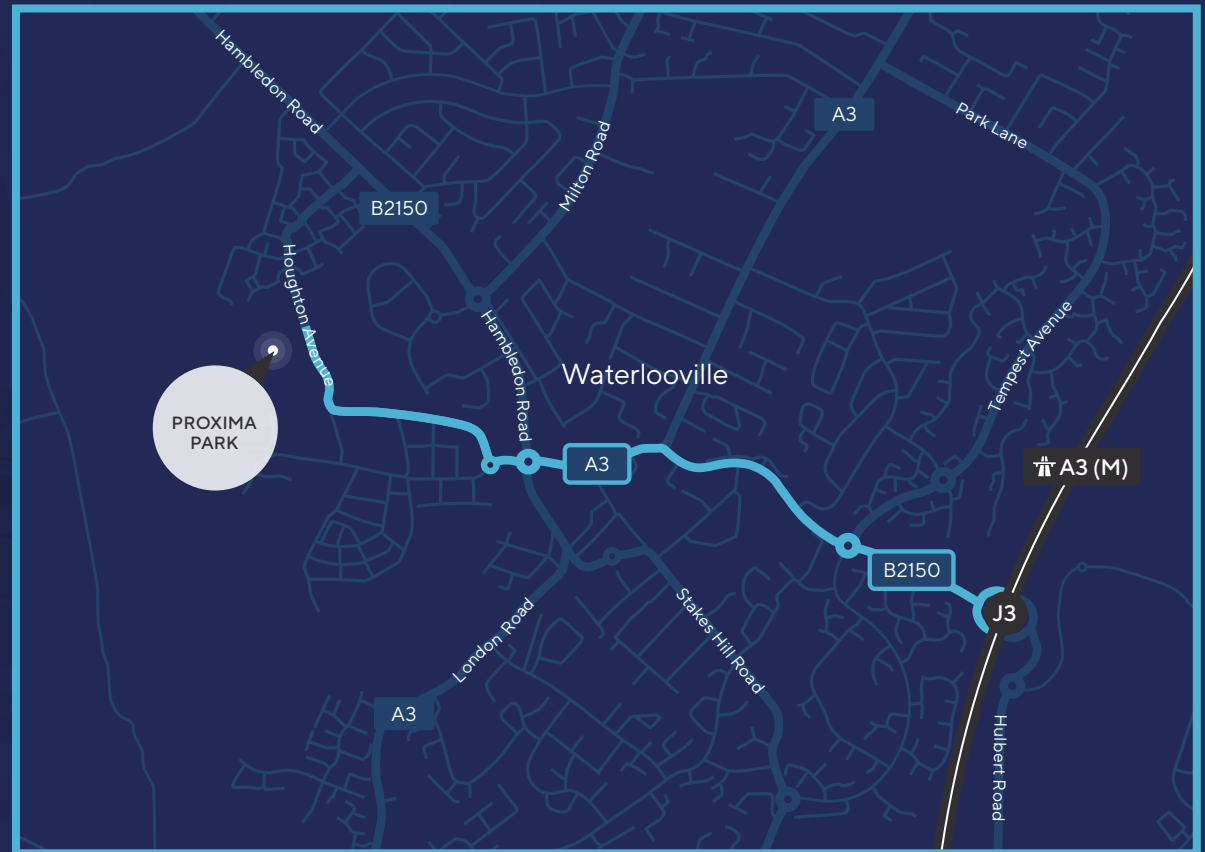 Hambledon Road
A3
Park Lane
Milton Road
B2150
Houghton Avenue
Hambledon Road
Waterlooville
Tempest Avenue
PROXIMA
PARK
A3
A3 (M)
B2150
J3
Stakes Hill Road
London Road
A3
Hulbert Road